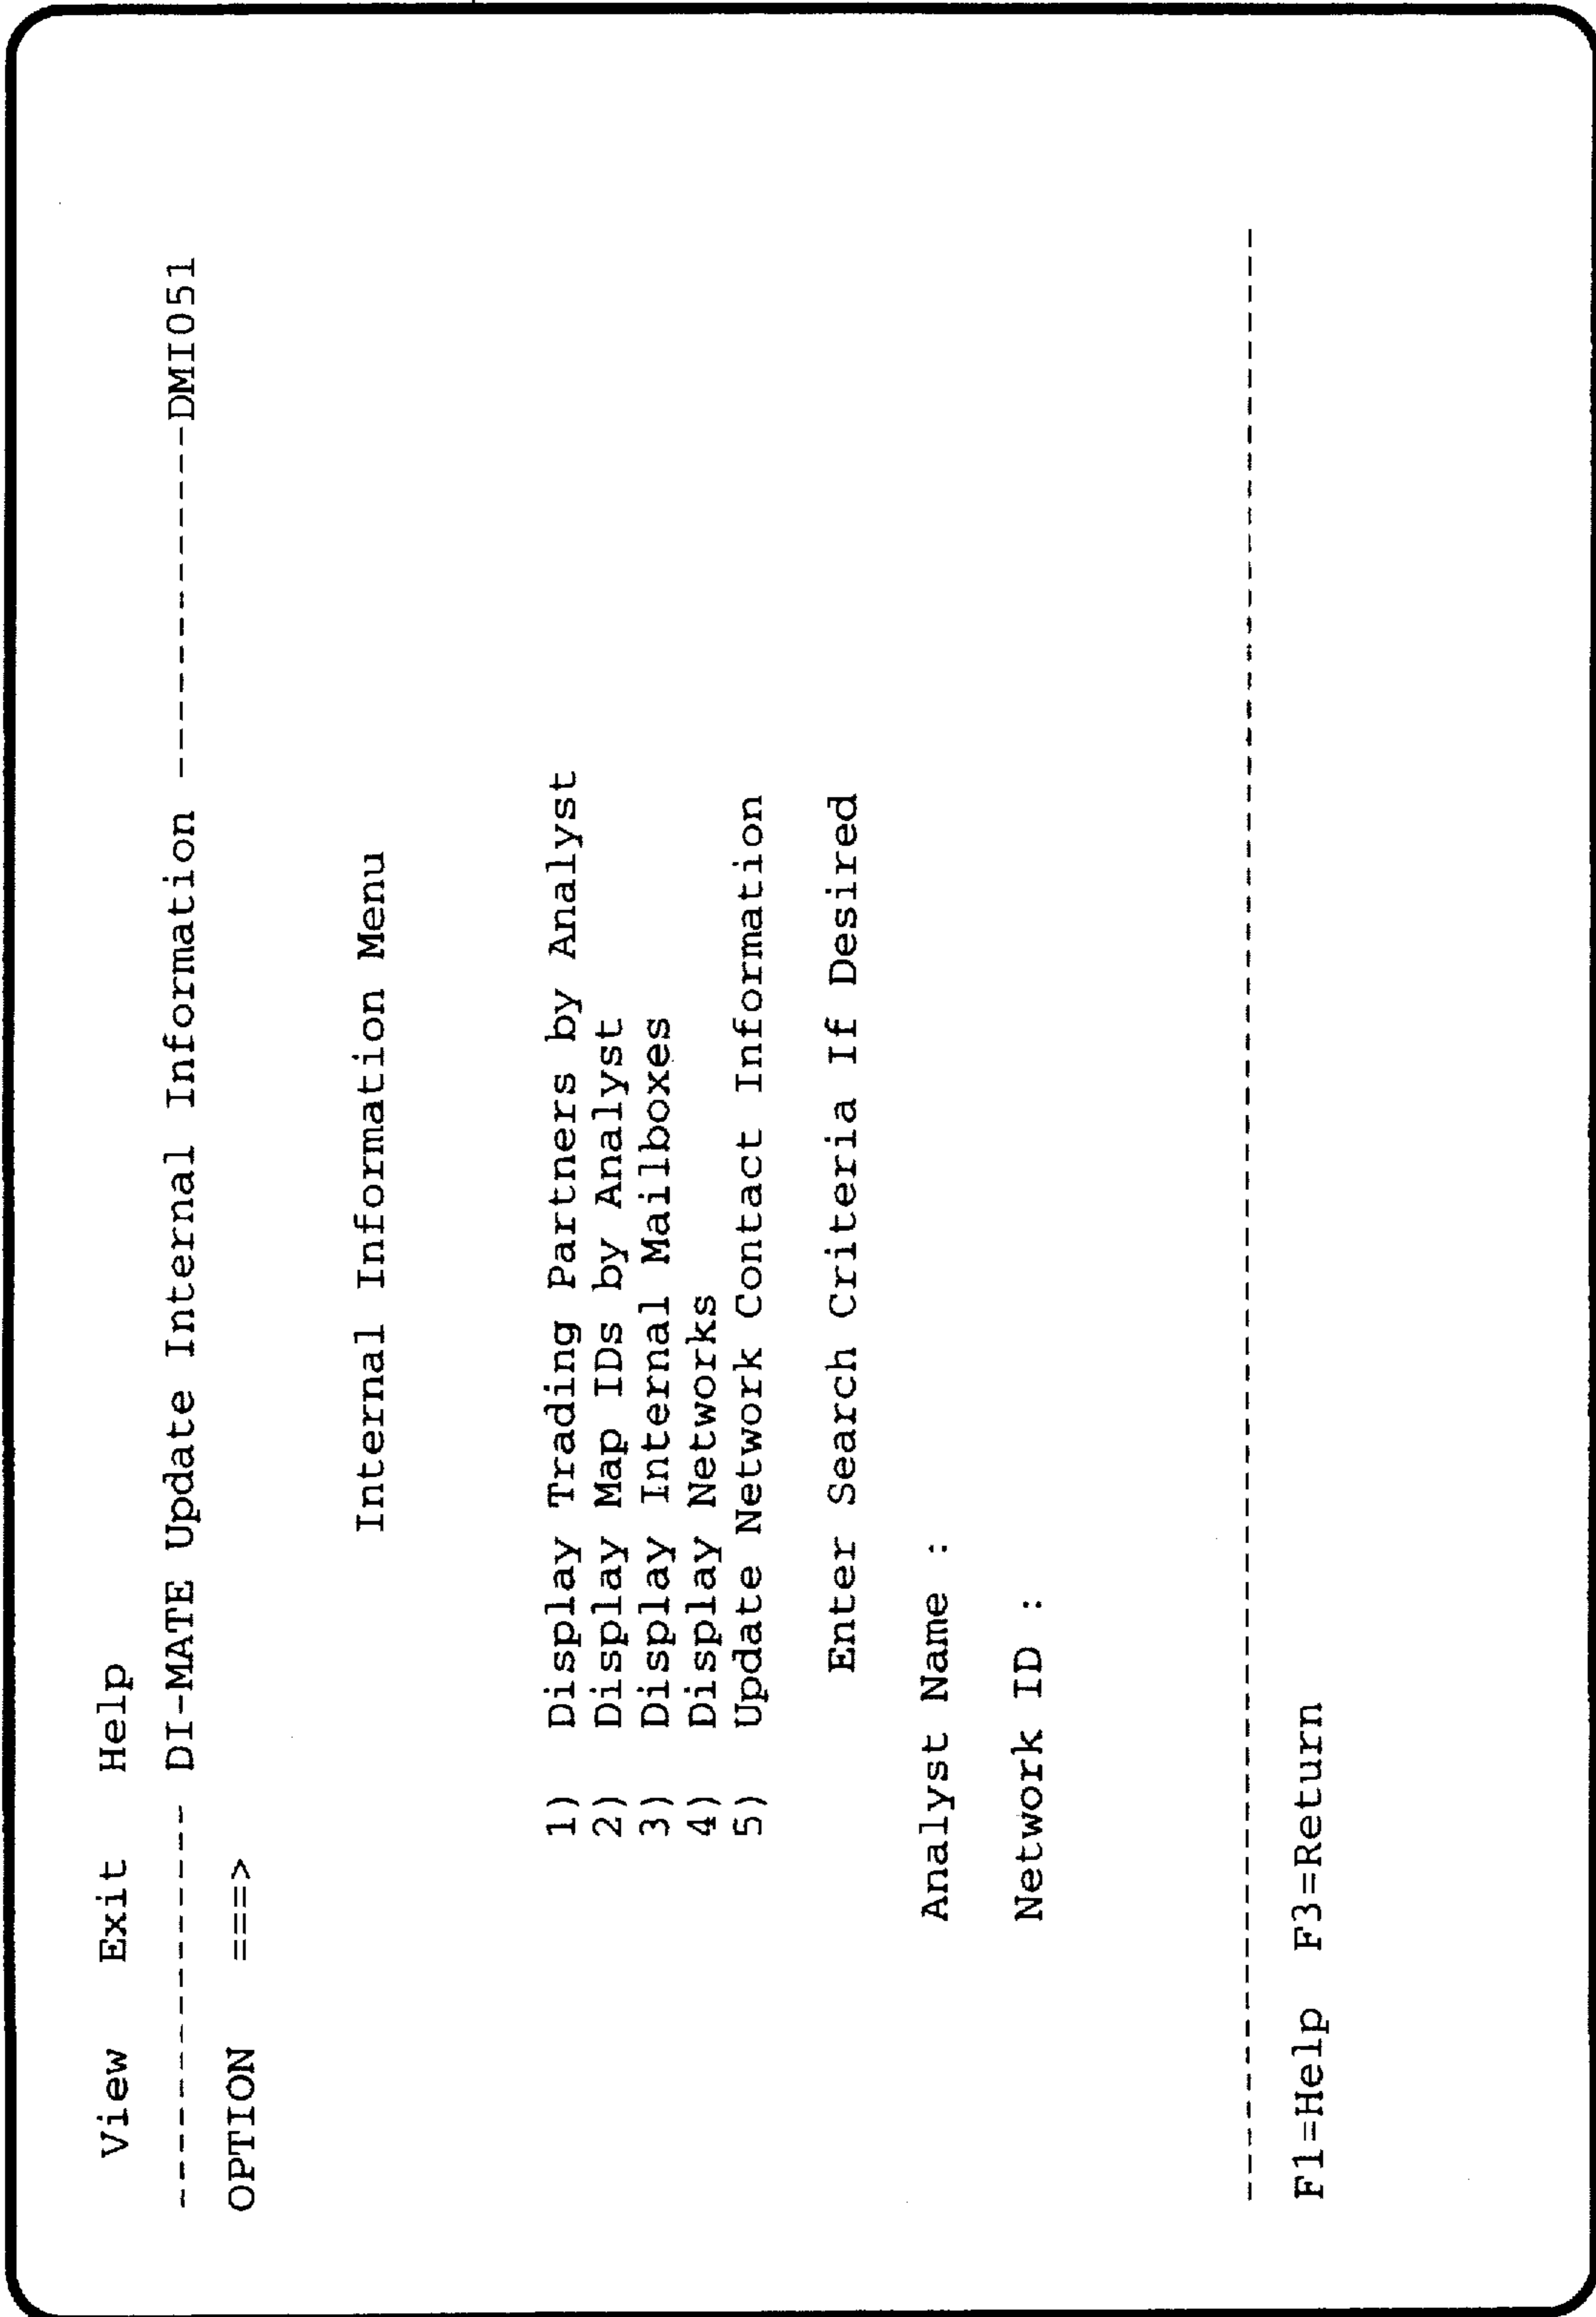 View   Exit   Help
--------------- DI-MATE Update Internal Information -------------DMI051
OPTION   ===>
Internal Information Menu
1)   Display Trading Partners by Analyst
2)   Display Map IDs by Analyst
3)   Display Internal Mailboxes
4)   Display Networks
5)   Update Network Contact Information
Enter Search Criteria If Desired
Analyst Name :
Network ID :
-----------------------------------------------------------------------
F1=Help  F3=Return